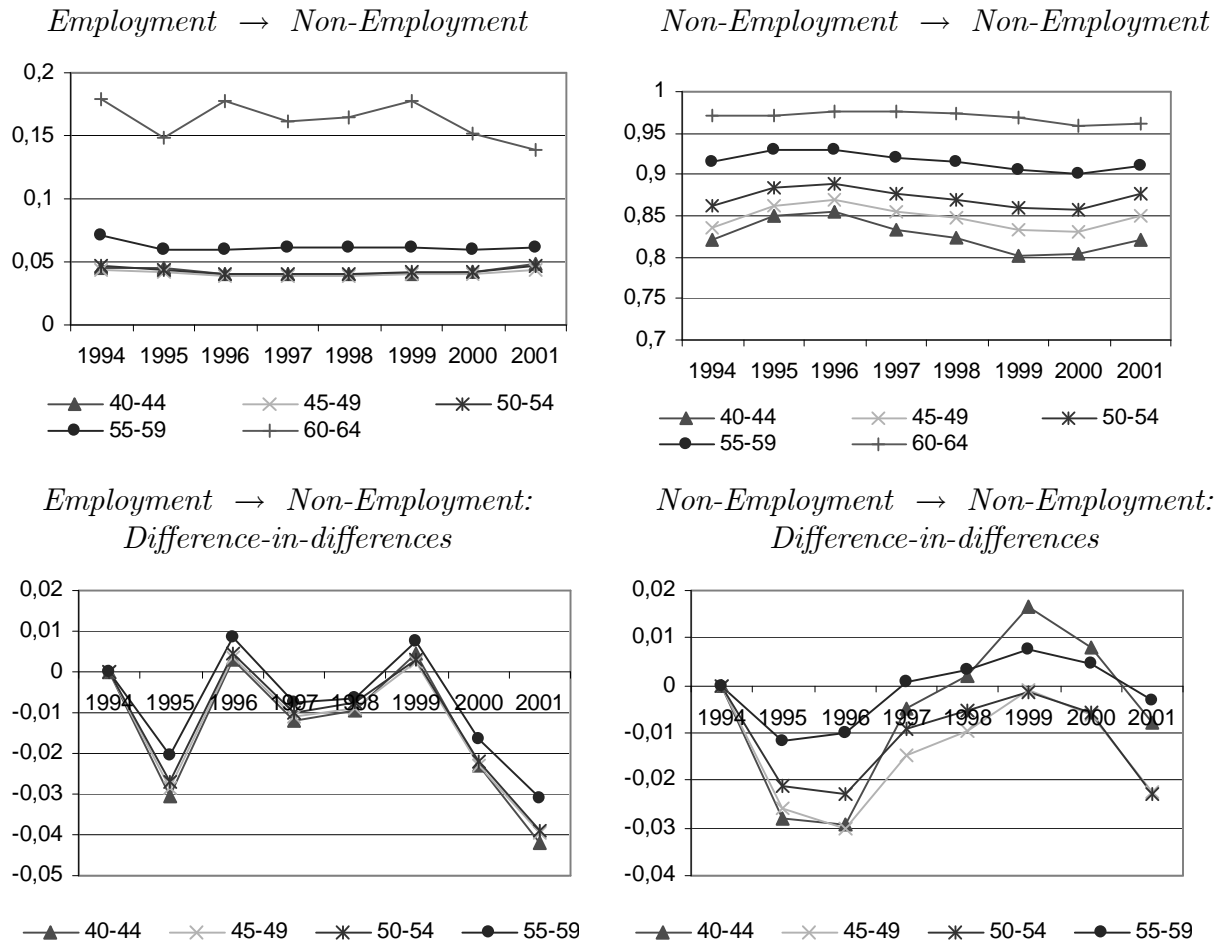 Employment → Non-Employment
0,2
0,15
0,1
0,05
0
1994 1995 1996 1997 1998 1999 2000 2001
40-44 45-49 50-54
55-59 60-64
Non-Employment → Non-Employment
1
0,95
0,9
0,85
0,8
0,75
0,7
1994 1995 1996 1997 1998 1999 2000 2001
40-44 45-49 50-54
55-59 60-64
Employment → Non-Employment:
Difference-in-differences
0,02
0,01
0
-0,01
-0,02
-0,03
-0,04
-0,05
1994 1995 1996 1997 1998 1999 2000 2001
40-44 45-49 50-54 55-59
Non-Employment → Non-Employment:
Difference-in-differences
0,02
0,01
0
-0,01
-0,02
-0,03
-0,04
1994 1995 1996 1997 1998 1999 2000 2001
40-44 45-49 50-54 55-59